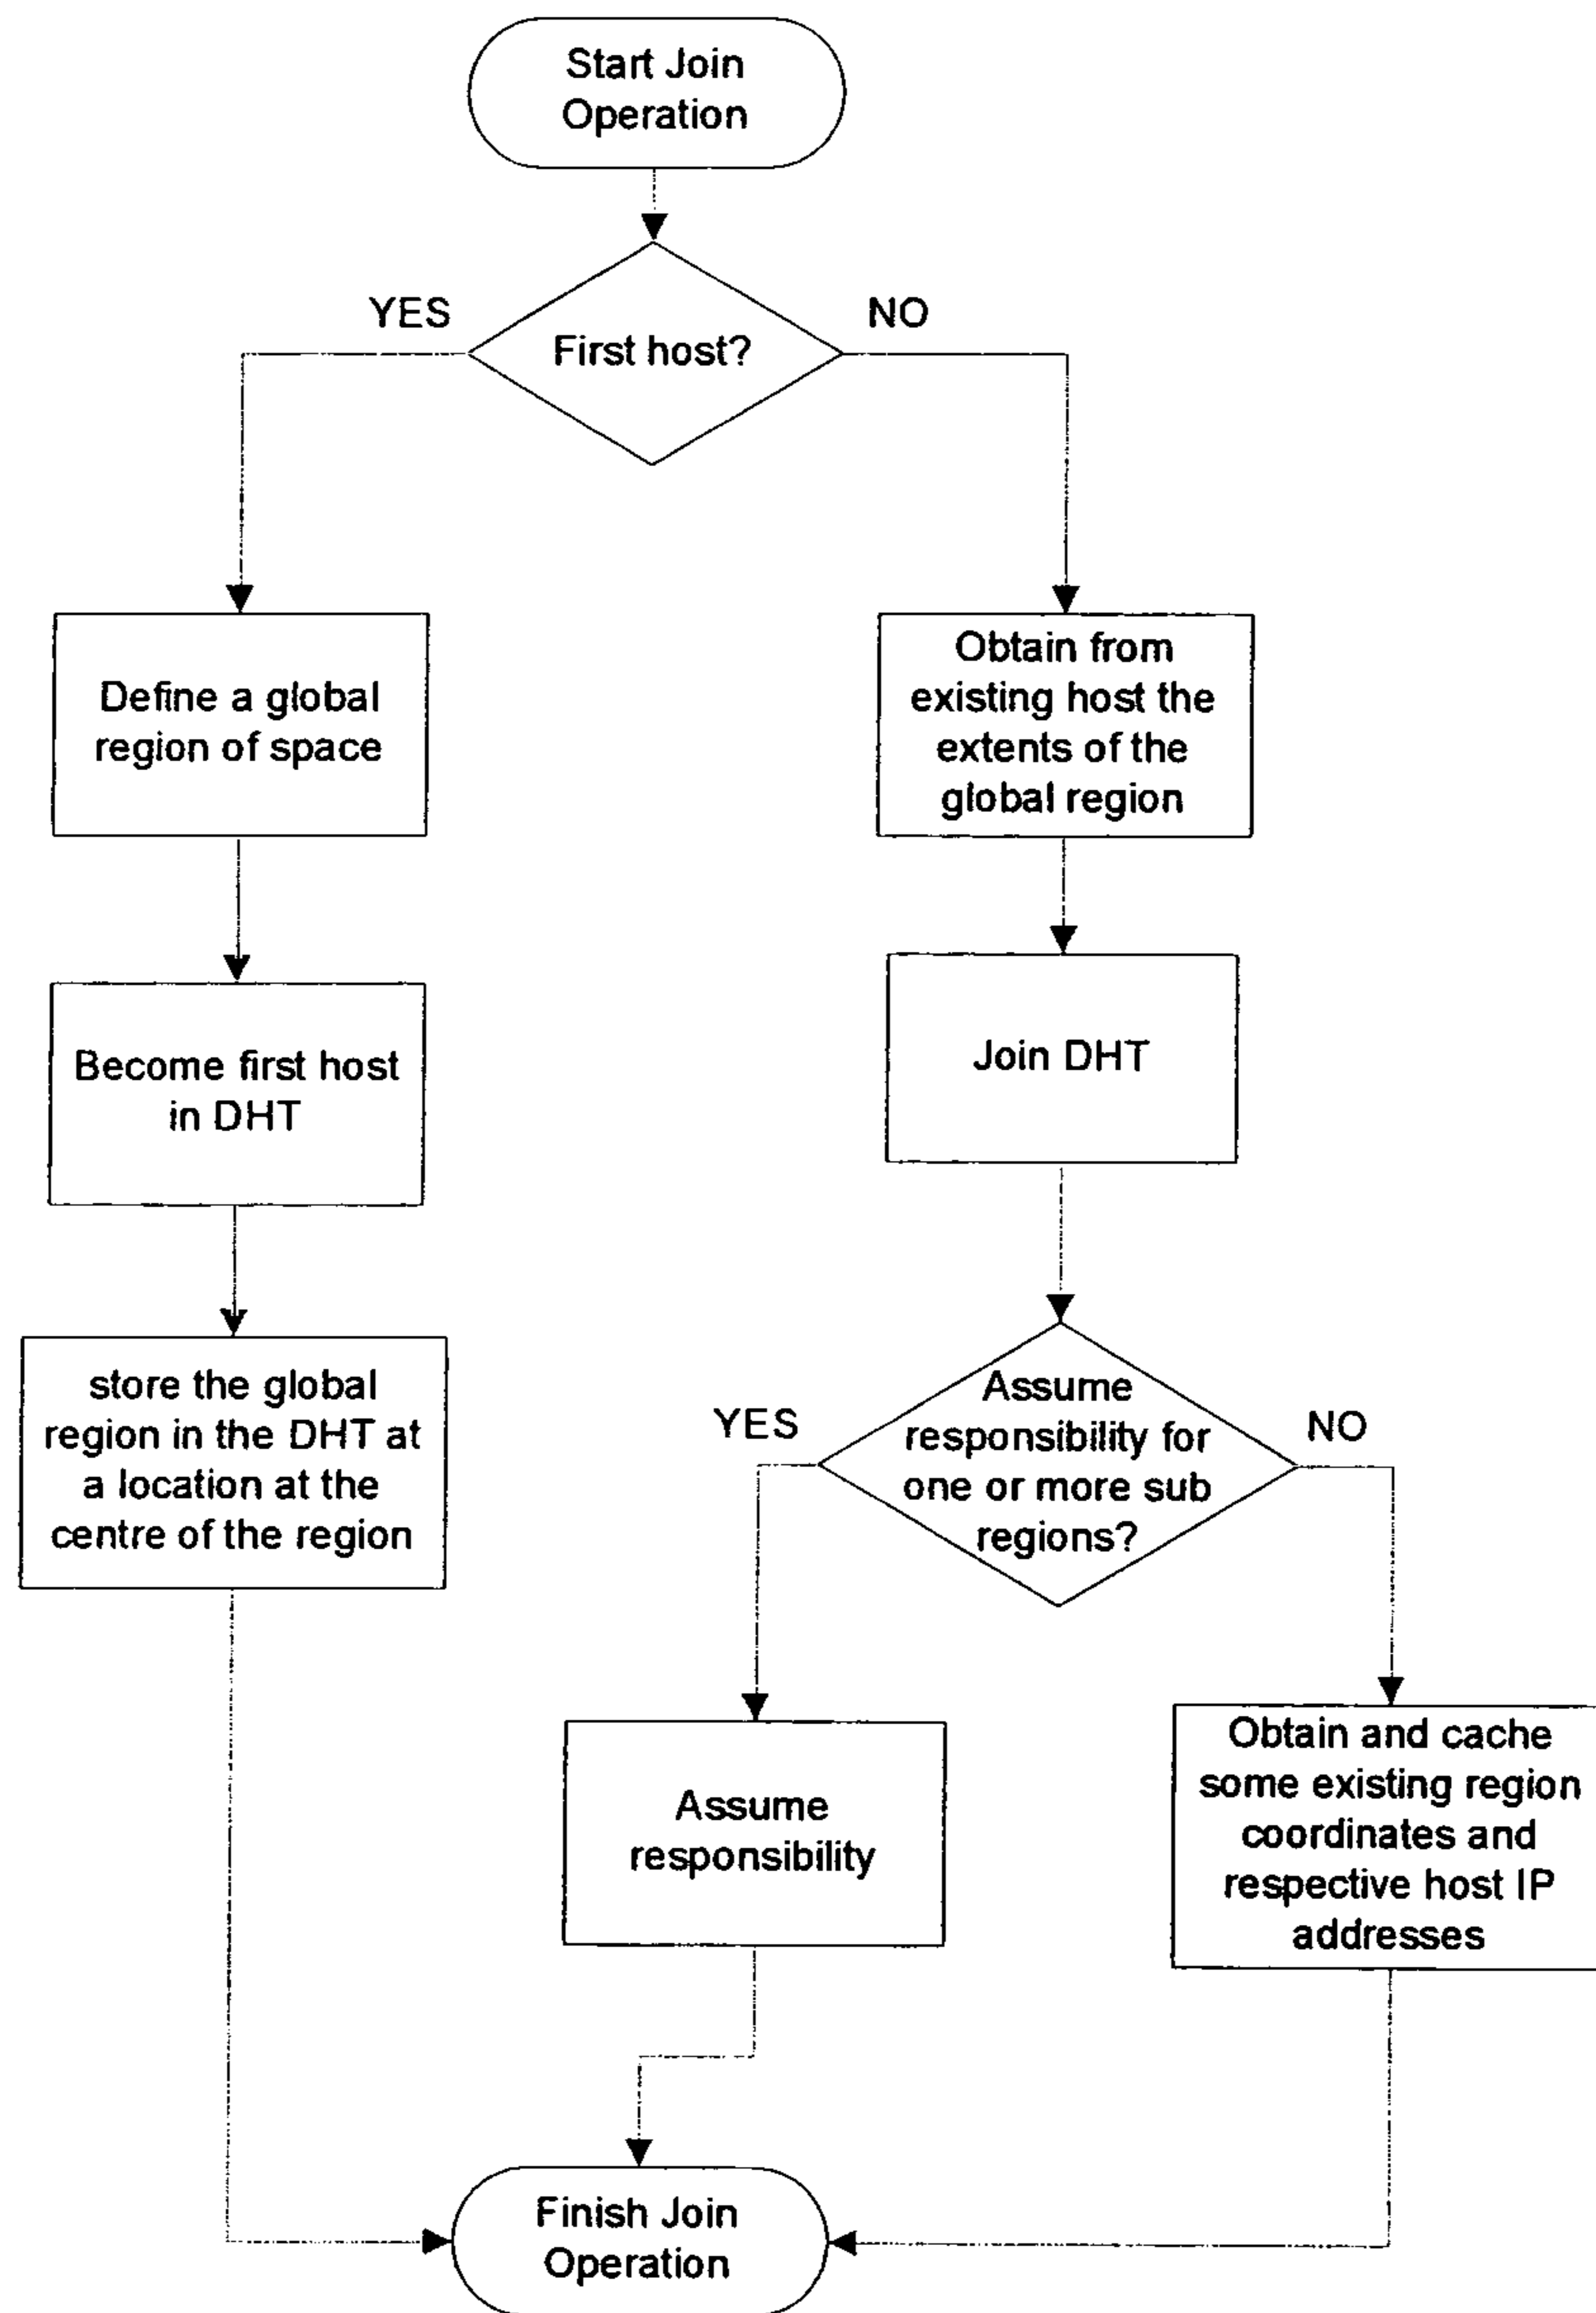 Start Join
Operation
YES
NO
First host?
Define a global
region of space
Obtain from
existing host the
extents of the
global region
Become first host
in DHT
Join DHT
store the global
region in the DHT at
a location at the
centre of the region
YES
NO
Assume
responsibility for
one or more sub
regions?
Assume
responsibility
Obtain and cache
some existing region
coordinates and
respective host IP
addresses
Finish Join
Operation